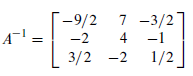 -9/2 7 -3/2
A⁻¹ = -2 4 -1
3/2 -2 1/2